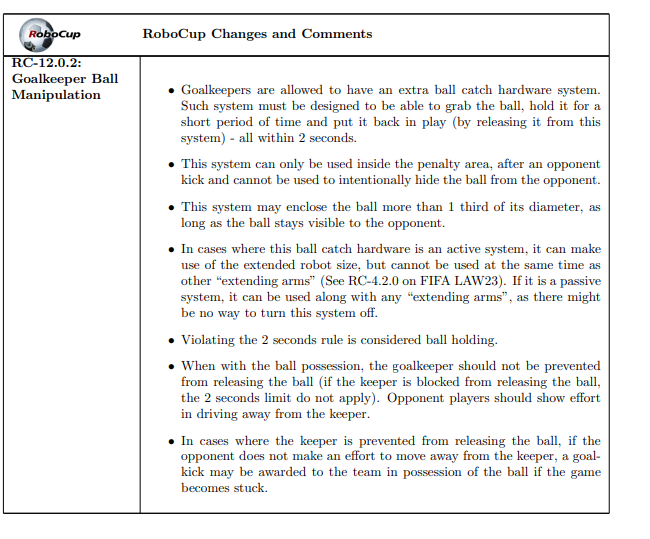 RoboCup
RoboCup Changes and Comments
RC-12.0.2:
Goalkeeper Ball
Manipulation
• Goalkeepers are allowed to have an extra ball catch hardware system.
Such system must be designed to be able to grab the ball, hold it for a
short period of time and put it back in play (by releasing it from this
system) - all within 2 seconds.
• This system can only be used inside the penalty area, after an opponent
kick and cannot be used to intentionally hide the ball from the opponent.
• This system may enclose the ball more than 1 third of its diameter, as
long as the ball stays visible to the opponent.
• In cases where this ball catch hardware is an active system, it can make
use of the extended robot size, but cannot be used at the same time as
other “extending arms” (See RC-4.2.0 on FIFA LAW23). If it is a passive
system, it can be used along with any “extending arms”, as there might
be no way to turn this system off.
• Violating the 2 seconds rule is considered ball holding.
• When with the ball possession, the goalkeeper should not be prevented
from releasing the ball (if the keeper is blocked from releasing the ball,
the 2 seconds limit do not apply). Opponent players should show effort
in driving away from the keeper.
• In cases where the keeper is prevented from releasing the ball, if the
opponent does not make an effort to move away from the keeper, a goal-
kick may be awarded to the team in possession of the ball if the game
becomes stuck.